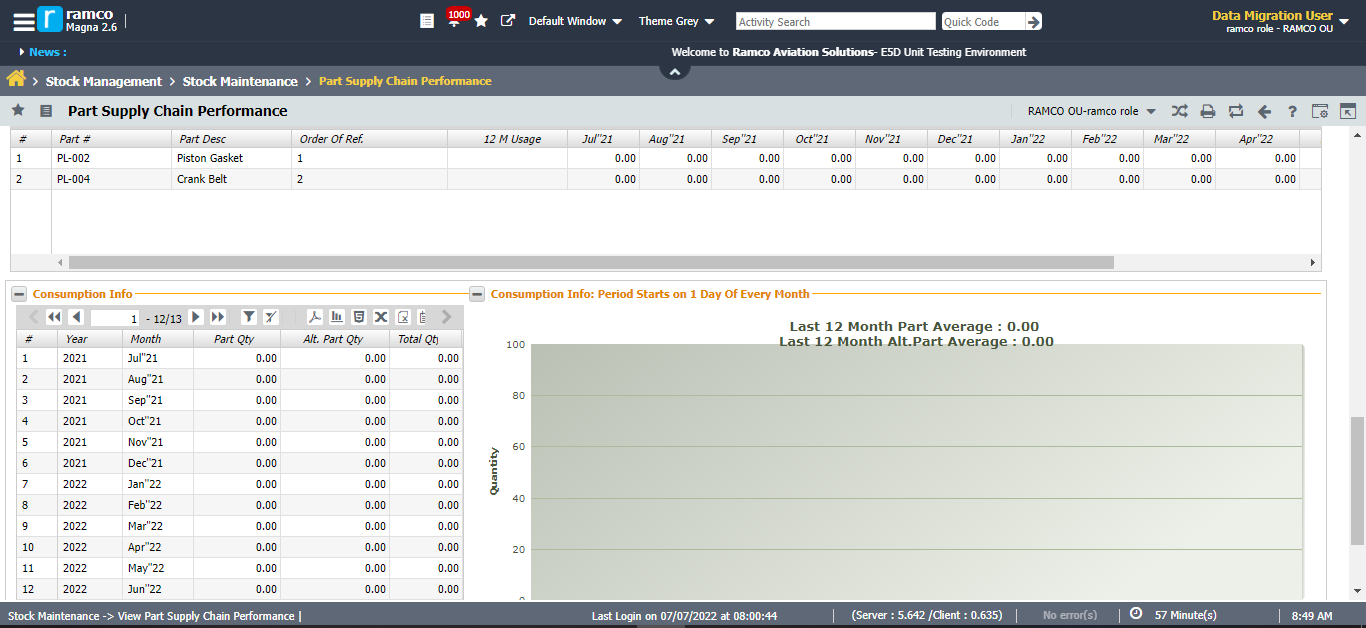 ramco
Magna 2.6
1000
Default Window
Theme Grey
Activity Search
Quick Code
Data Migration User
ramco role - RAMCO OU
News :
Welcome to Ramco Aviation Solutions- E5D Unit Testing Environment
Stock Management > Stock Maintenance > Part Supply Chain Performance
Part Supply Chain Performance
RAMCO OU-ramco role
# Part # Part Desc Order Of Ref. 12 M Usage Jul"21 Aug"21 Sep"21 Oct"21 Nov"21 Dec"21 Jan"22 Feb"22 Mar"22 Apr"22
1 PL-002 Piston Gasket 1 0.00 0.00 0.00 0.00 0.00 0.00 0.00 0.00 0.00 0.00
2 PL-004 Crank Belt 2 0.00 0.00 0.00 0.00 0.00 0.00 0.00 0.00 0.00 0.00
Consumption Info
1 - 12/13
# Year Month Part Qty Alt. Part Qty Total Qty
1 2021 Jul"21 0.00 0.00 0.00
2 2021 Aug"21 0.00 0.00 0.00
3 2021 Sep"21 0.00 0.00 0.00
4 2021 Oct"21 0.00 0.00 0.00
5 2021 Nov"21 0.00 0.00 0.00
6 2021 Dec"21 0.00 0.00 0.00
7 2022 Jan"22 0.00 0.00 0.00
8 2022 Feb"22 0.00 0.00 0.00
9 2022 Mar"22 0.00 0.00 0.00
10 2022 Apr"22 0.00 0.00 0.00
11 2022 May"22 0.00 0.00 0.00
12 2022 Jun"22 0.00 0.00 0.00
Consumption Info: Period Starts on 1 Day Of Every Month
Last 12 Month Part Average : 0.00
Last 12 Month Alt.Part Average : 0.00
100
80
60
40
20
0
Quantity
Stock Maintenance -> View Part Supply Chain Performance |
Last Login on 07/07/2022 at 08:00:44
(Server : 5.642 /Client : 0.635)
No error(s)
57 Minute(s)
8:49 AM